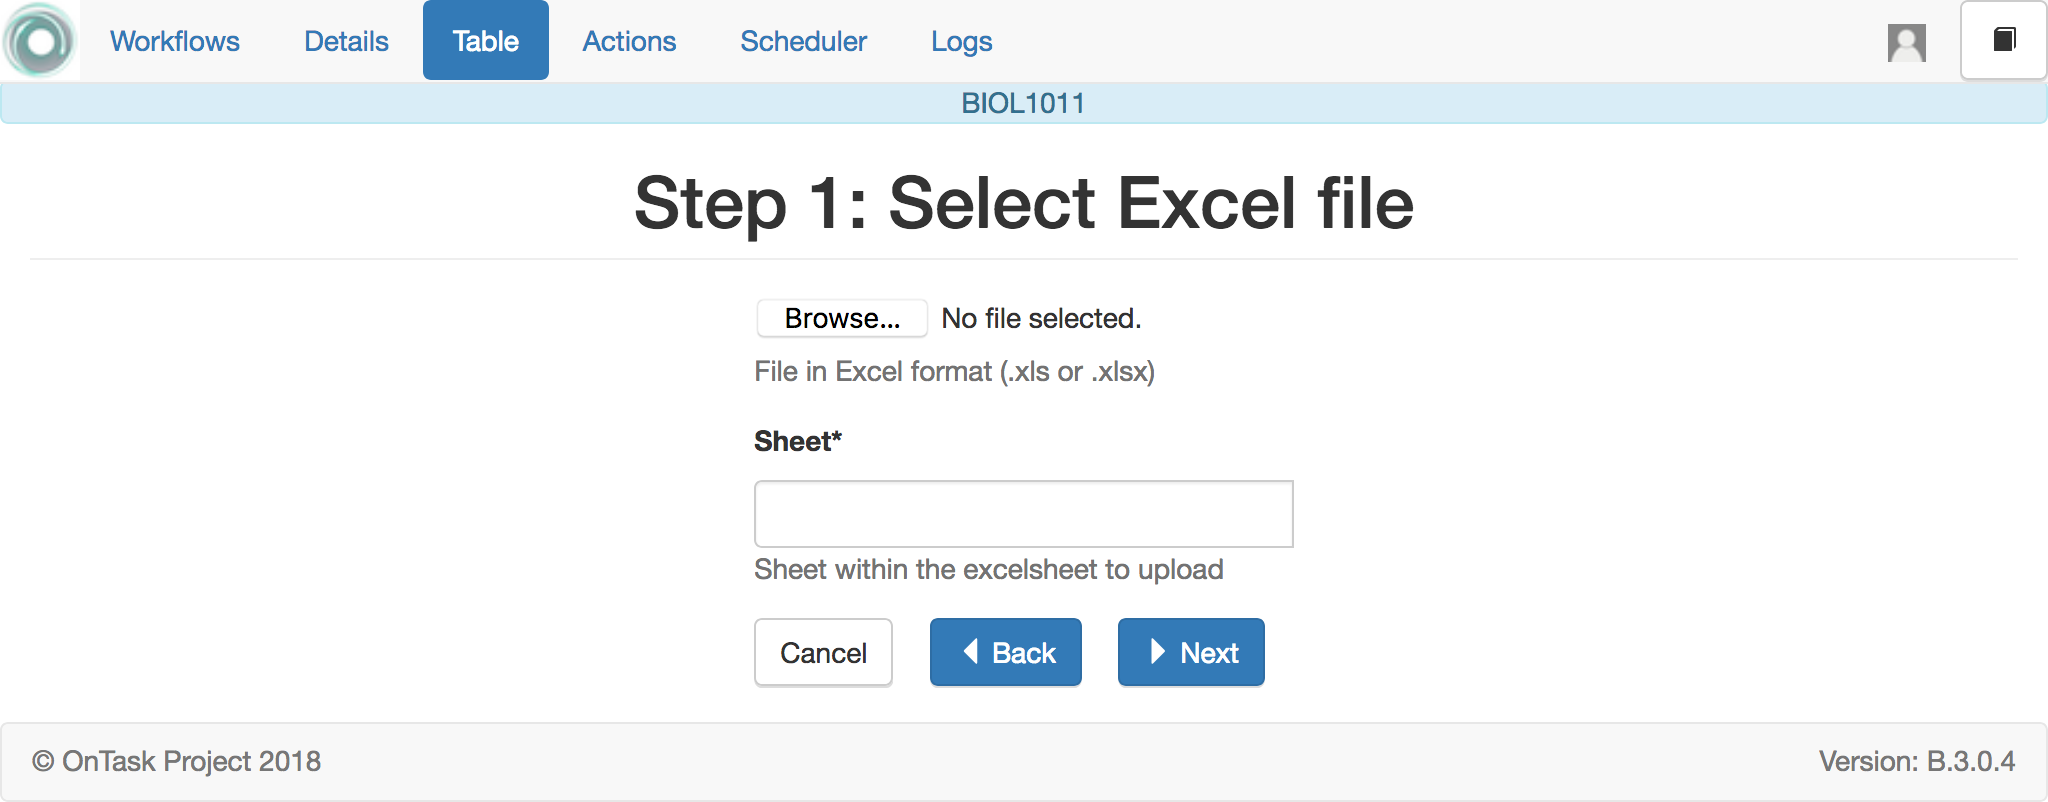 Workflows Details Table Actions Scheduler Logs
BIOL1011
Step 1: Select Excel file
Browse... No file selected.
File in Excel format (.xls or .xlsx)
Sheet*
Sheet within the excelsheet to upload
Cancel Back Next
© OnTask Project 2018 Version: B.3.0.4